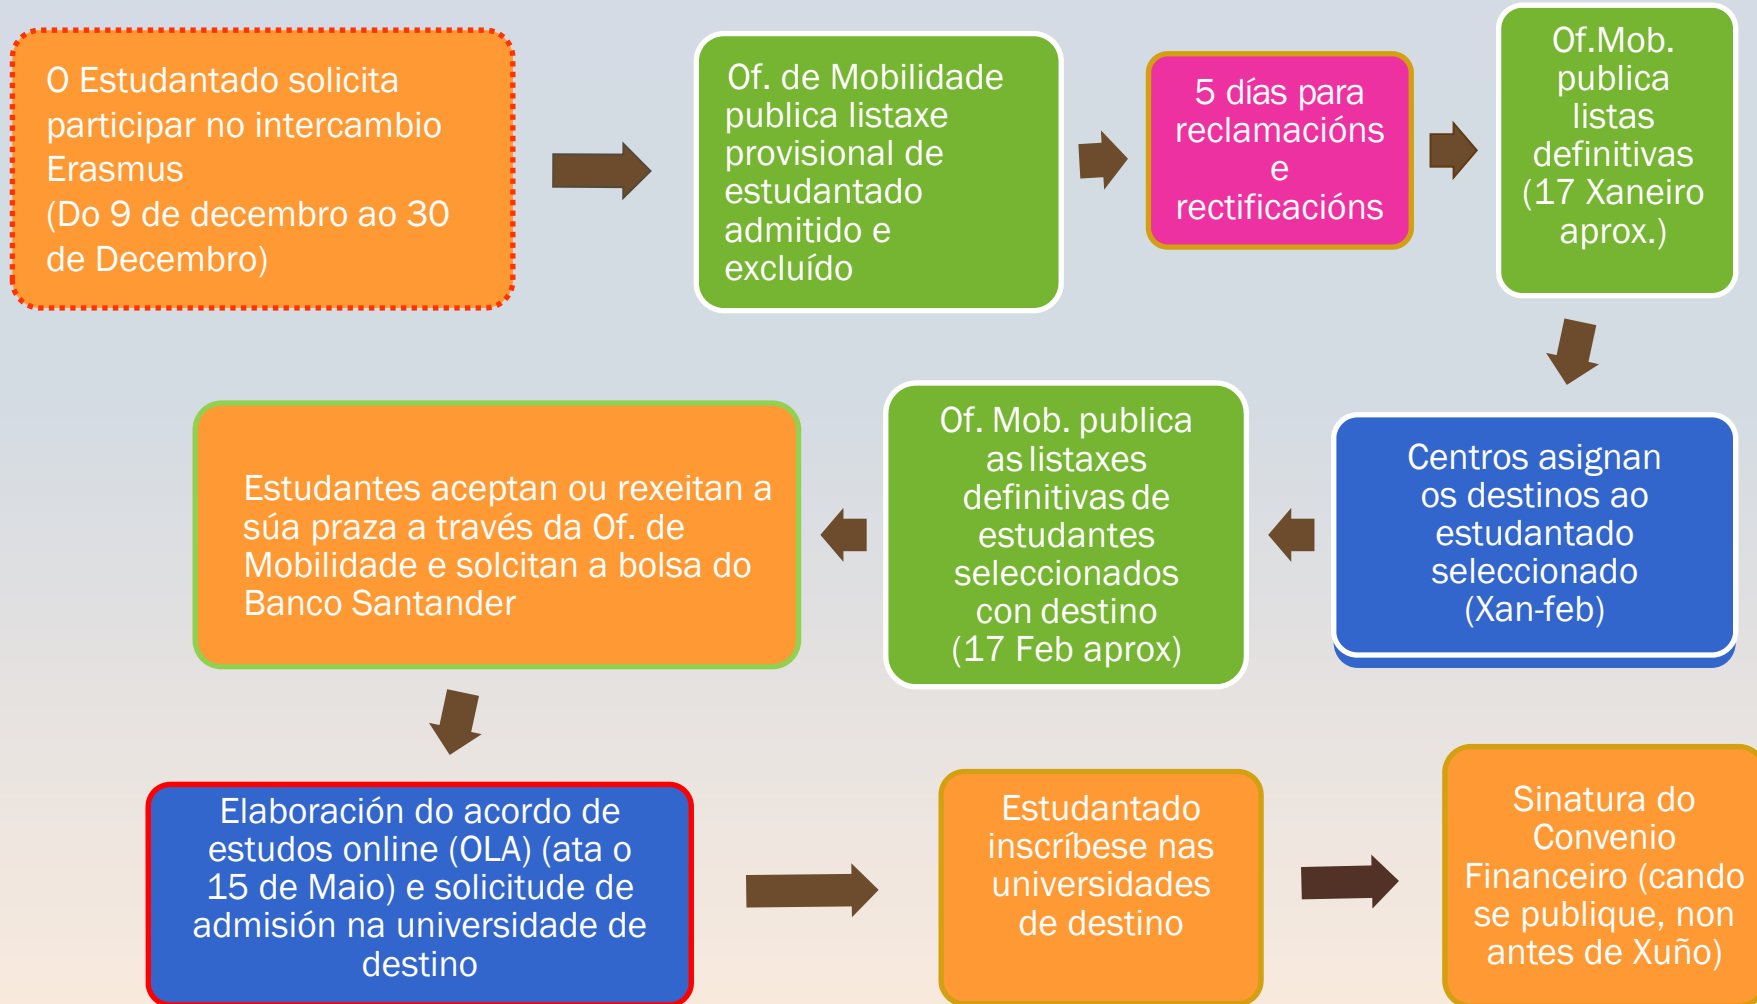 O Estudantado solicita
participar no intercambio
Erasmus
(Do 9 de decembro ao 30
de Decembro)
Of. de Mobilidade
publica listaxe
provisional de
estudantado
admitido e
excluído
5 días para
reclamacións
e
rectificacións
Of.Mob.
publica
listas
definitivas
(17 Xaneiro
aprox.)
Centros asignan
os destinos ao
estudantado
seleccionado
(Xan-feb)
Of. Mob. publica
as listaxes
definitivas de
estudantes
seleccionados
con destino
(17 Feb aprox)
Estudantes aceptan ou rexeitan a
súa praza a través da Of. de
Mobilidade e solcitan a bolsa do
Banco Santander
Elaboración do acordo de
estudos online (OLA) (ata o
15 de Maio) e solicitude de
admisión na universidade de
destino
Estudantado
inscríbese nas
universidades
de destino
Sinatura do
Convenio
Financeiro (cando
se publique, non
antes de Xuño)